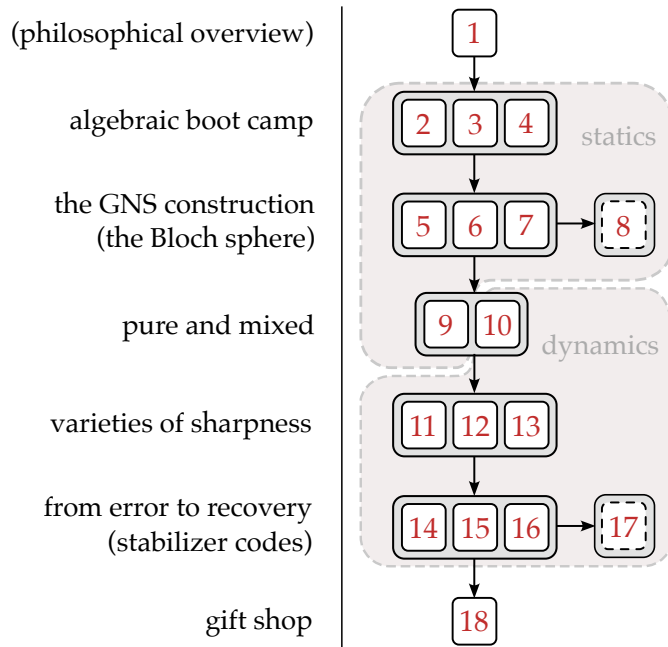 (philosophical overview)
1
algebraic boot camp
2 3 4
statics
the GNS construction
(the Bloch sphere)
5 6 7
8
pure and mixed
9 10
dynamics
varieties of sharpness
11 12 13
from error to recovery
(stabilizer codes)
14 15 16
17
gift shop
18